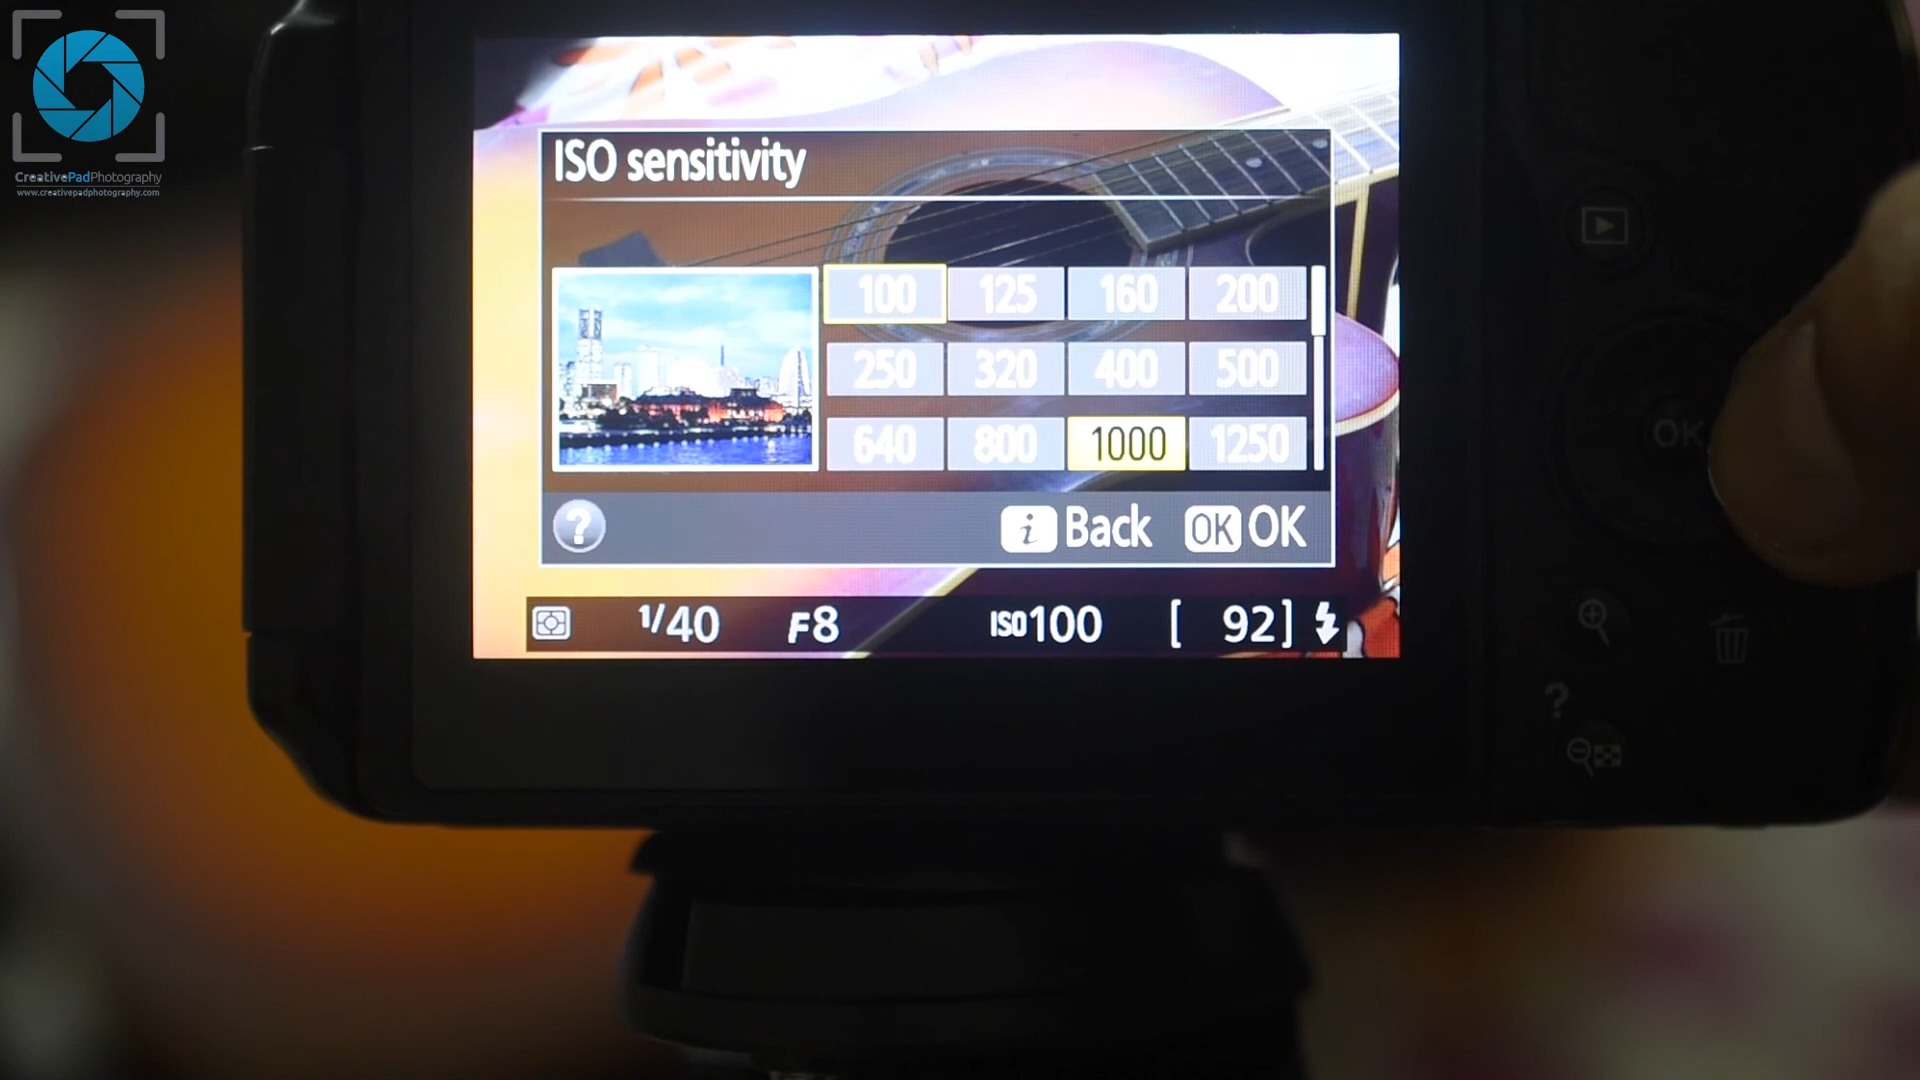 CreativePadPhotography
www.creativepadphotography.com
ISO sensitivity
100 125 160 200
250 320 400 500
640 800 1000 1250
? i Back OK OK
1/40 F8 ISO100 [ 92]
OK
?